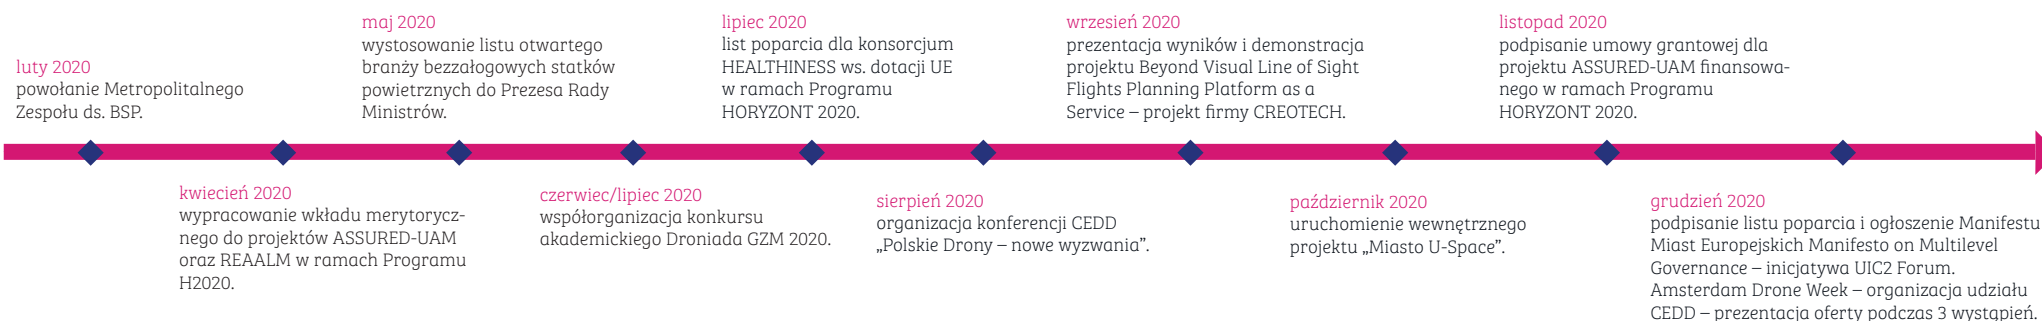 luty 2020
powołanie Metropolitalnego
Zespołu ds. BSP.
kwiecień 2020
wypracowanie wkładu merytorycz-
nego do projektów ASSURED-UAM
oraz REAALM w ramach Programu
H2020.
maj 2020
wystosowanie listu otwartego
branży bezzałogowych statków
powietrznych do Prezesa Rady
Ministrów.
czerwiec/lipiec 2020
współorganizacja konkursu
akademickiego Droniada GZM 2020.
lipiec 2020
list poparcia dla konsorcjum
HEALTHINESS ws. dotacji UE
w ramach Programu
HORYZONT 2020.
sierpień 2020
organizacja konferencji CEDD
„Polskie Drony – nowe wyzwania”.
wrzesień 2020
prezentacja wyników i demonstracja
projektu Beyond Visual Line of Sight
Flights Planning Platform as a
Service – projekt firmy CREOTECH.
październik 2020
uruchomienie wewnętrznego
projektu „Miasto U-Space”.
listopad 2020
podpisanie umowy grantowej dla
projektu ASSURED-UAM finansowa-
nego w ramach Programu
HORYZONT 2020.
grudzień 2020
podpisanie listu poparcia i ogłoszenie Manifestu
Miast Europejskich Manifesto on Multilevel
Governance – inicjatywa UIC2 Forum.
Amsterdam Drone Week – organizacja udziału
CEDD – prezentacja oferty podczas 3 wystąpień.